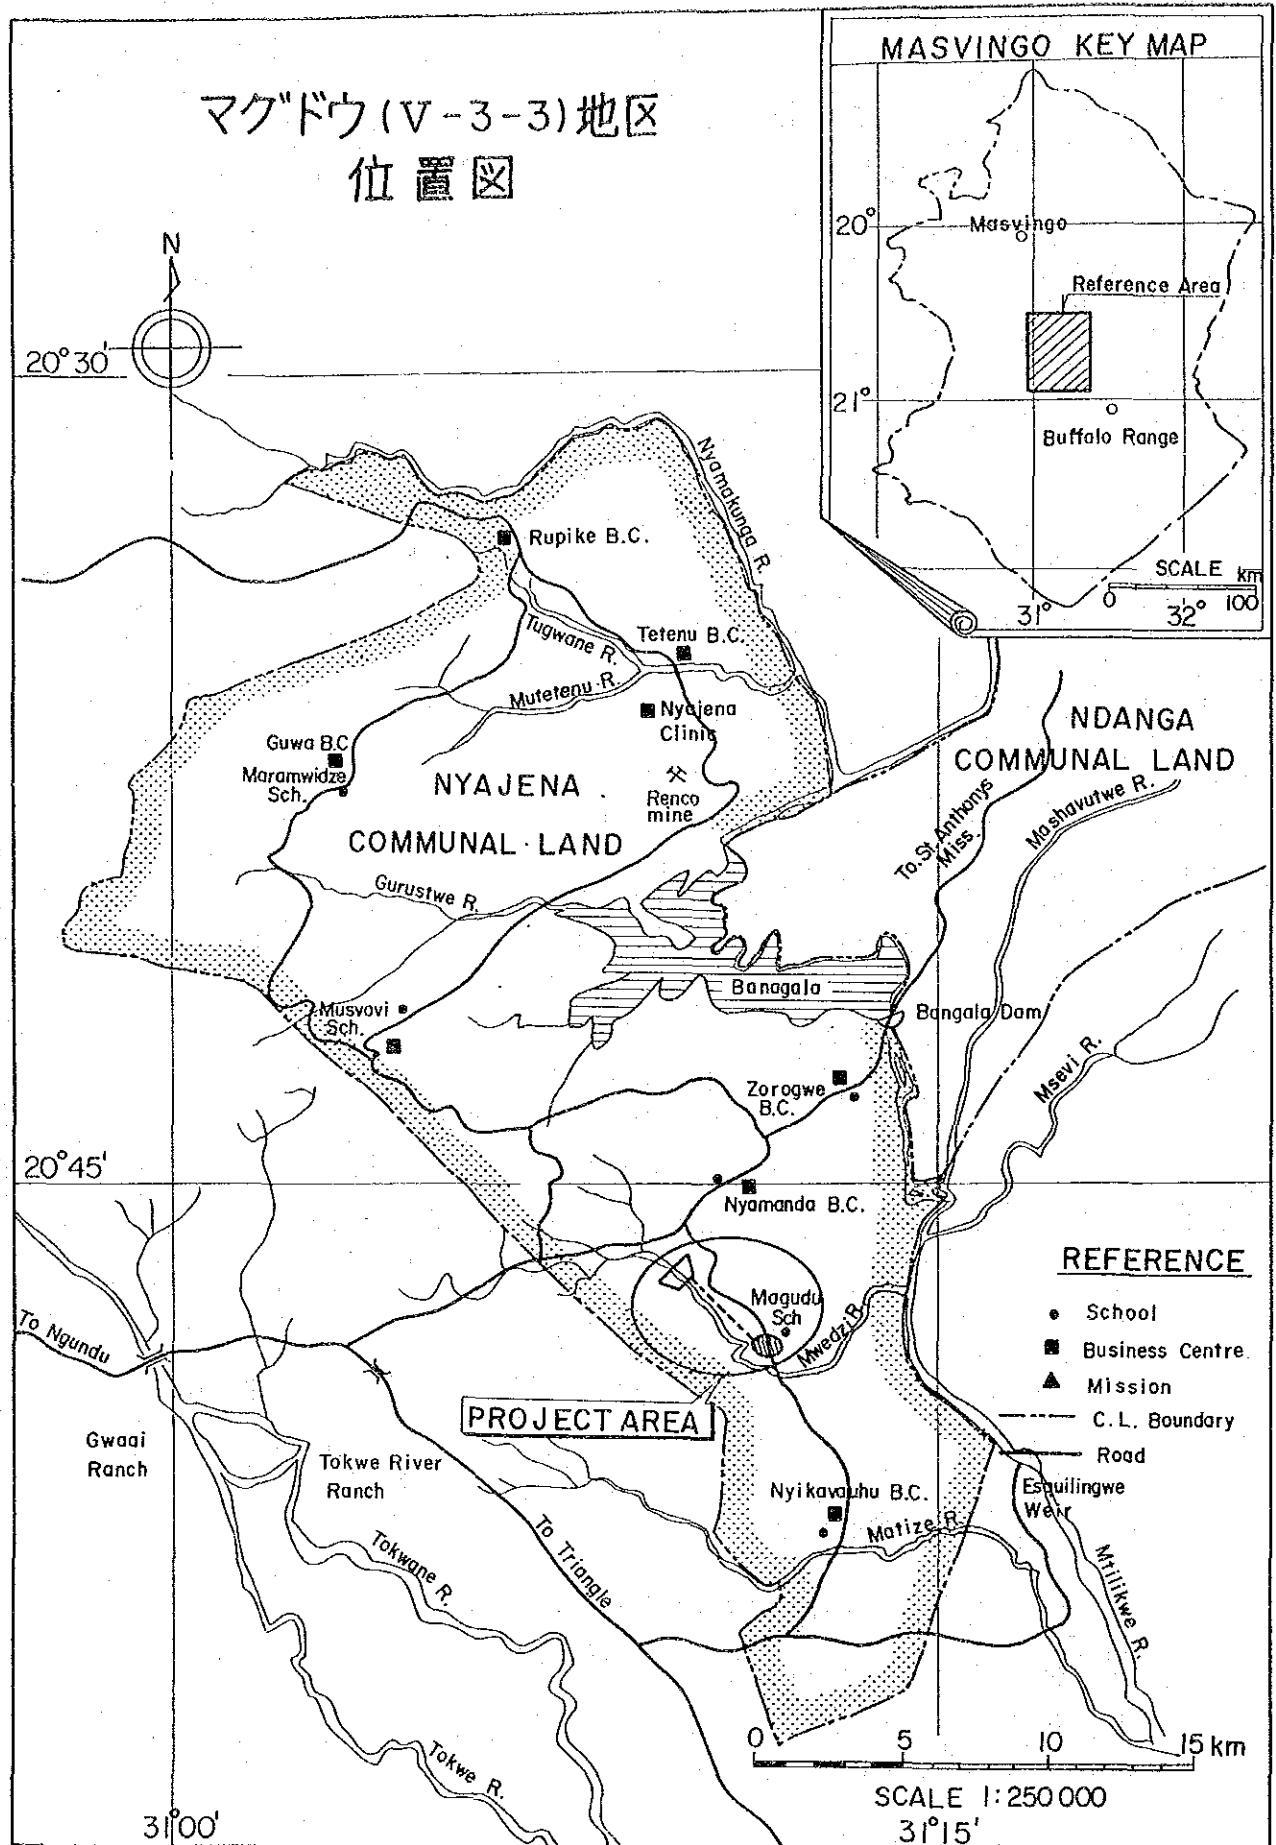 マグドウ(V-3-3)地区
位置図
MASVINGO KEY MAP
20°
Masvingo
Reference Area
21°
Buffalo Range
SCALE
km
0
100
31°
32°
N
20°30'
Nyamakunga R.
Rupike B.C.
Tugwane R.
Tetenu B.C.
Mutetenu R.
Nyajena
Clinic
Guwa B.C
Maramwidze
Sch.
NYAJENA
COMMUNAL LAND
Renco
mine
NDANGA
COMMUNAL LAND
To. St. Anthonys
Miss.
Mashavutwe R.
Gurustwe R.
Banagala
Bangala Dam
Musvovi
Sch.
Zorogwe
B.C.
Msevi R.
20°45'
Nyamanda B.C.
To Ngundu
Magudu
Sch
Mwedzi R.
PROJECT AREA
REFERENCE
School
Business Centre
Mission
C.L. Boundary
Road
Gwaai
Ranch
Tokwe River
Ranch
Nyikavauhu B.C.
Esquilingwe
Weir
Matize R.
To Triangle
Tokwane R.
Mtilikwe R.
Tokwe R.
0
5
10
15 km
SCALE 1:250 000
31°00'
31°15'